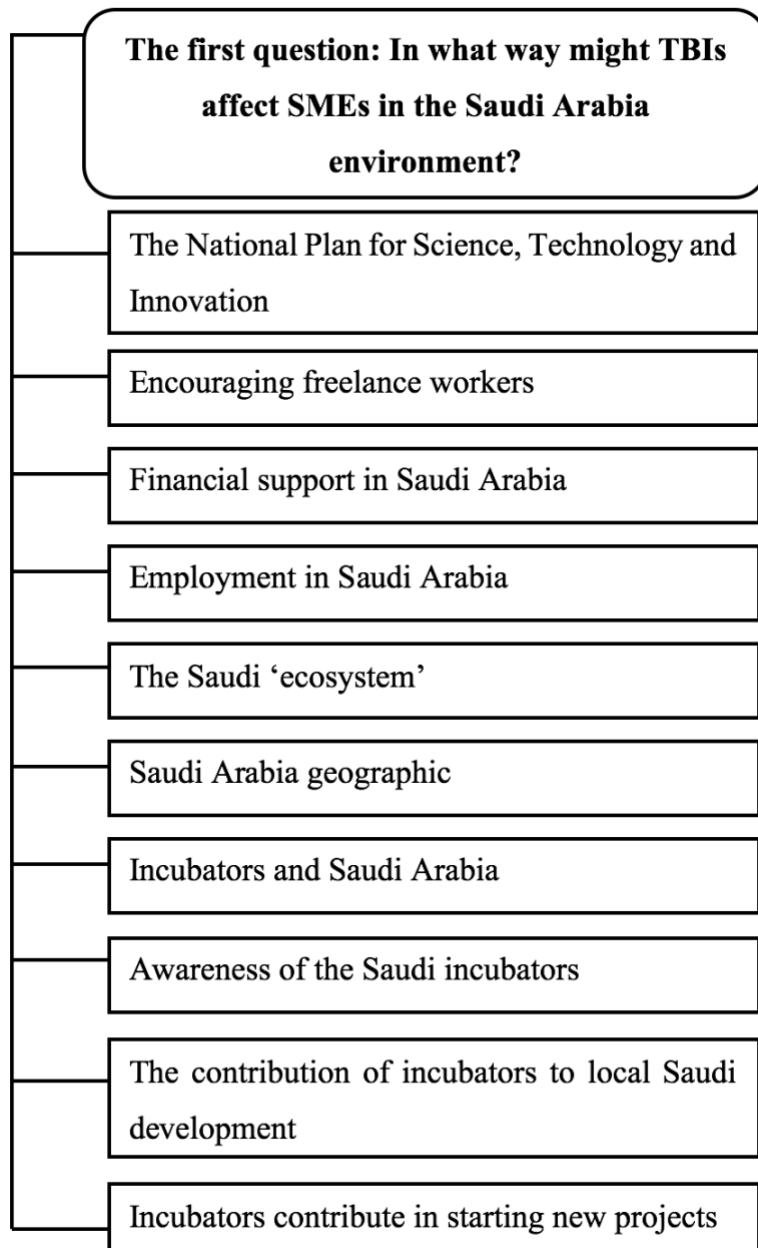 The first question: In what way might TBIs
affect SMEs in the Saudi Arabia
environment?
The National Plan for Science, Technology and
Innovation
Encouraging freelance workers
Financial support in Saudi Arabia
Employment in Saudi Arabia
The Saudi ‘ecosystem’
Saudi Arabia geographic
Incubators and Saudi Arabia
Awareness of the Saudi incubators
The contribution of incubators to local Saudi
development
Incubators contribute in starting new projects